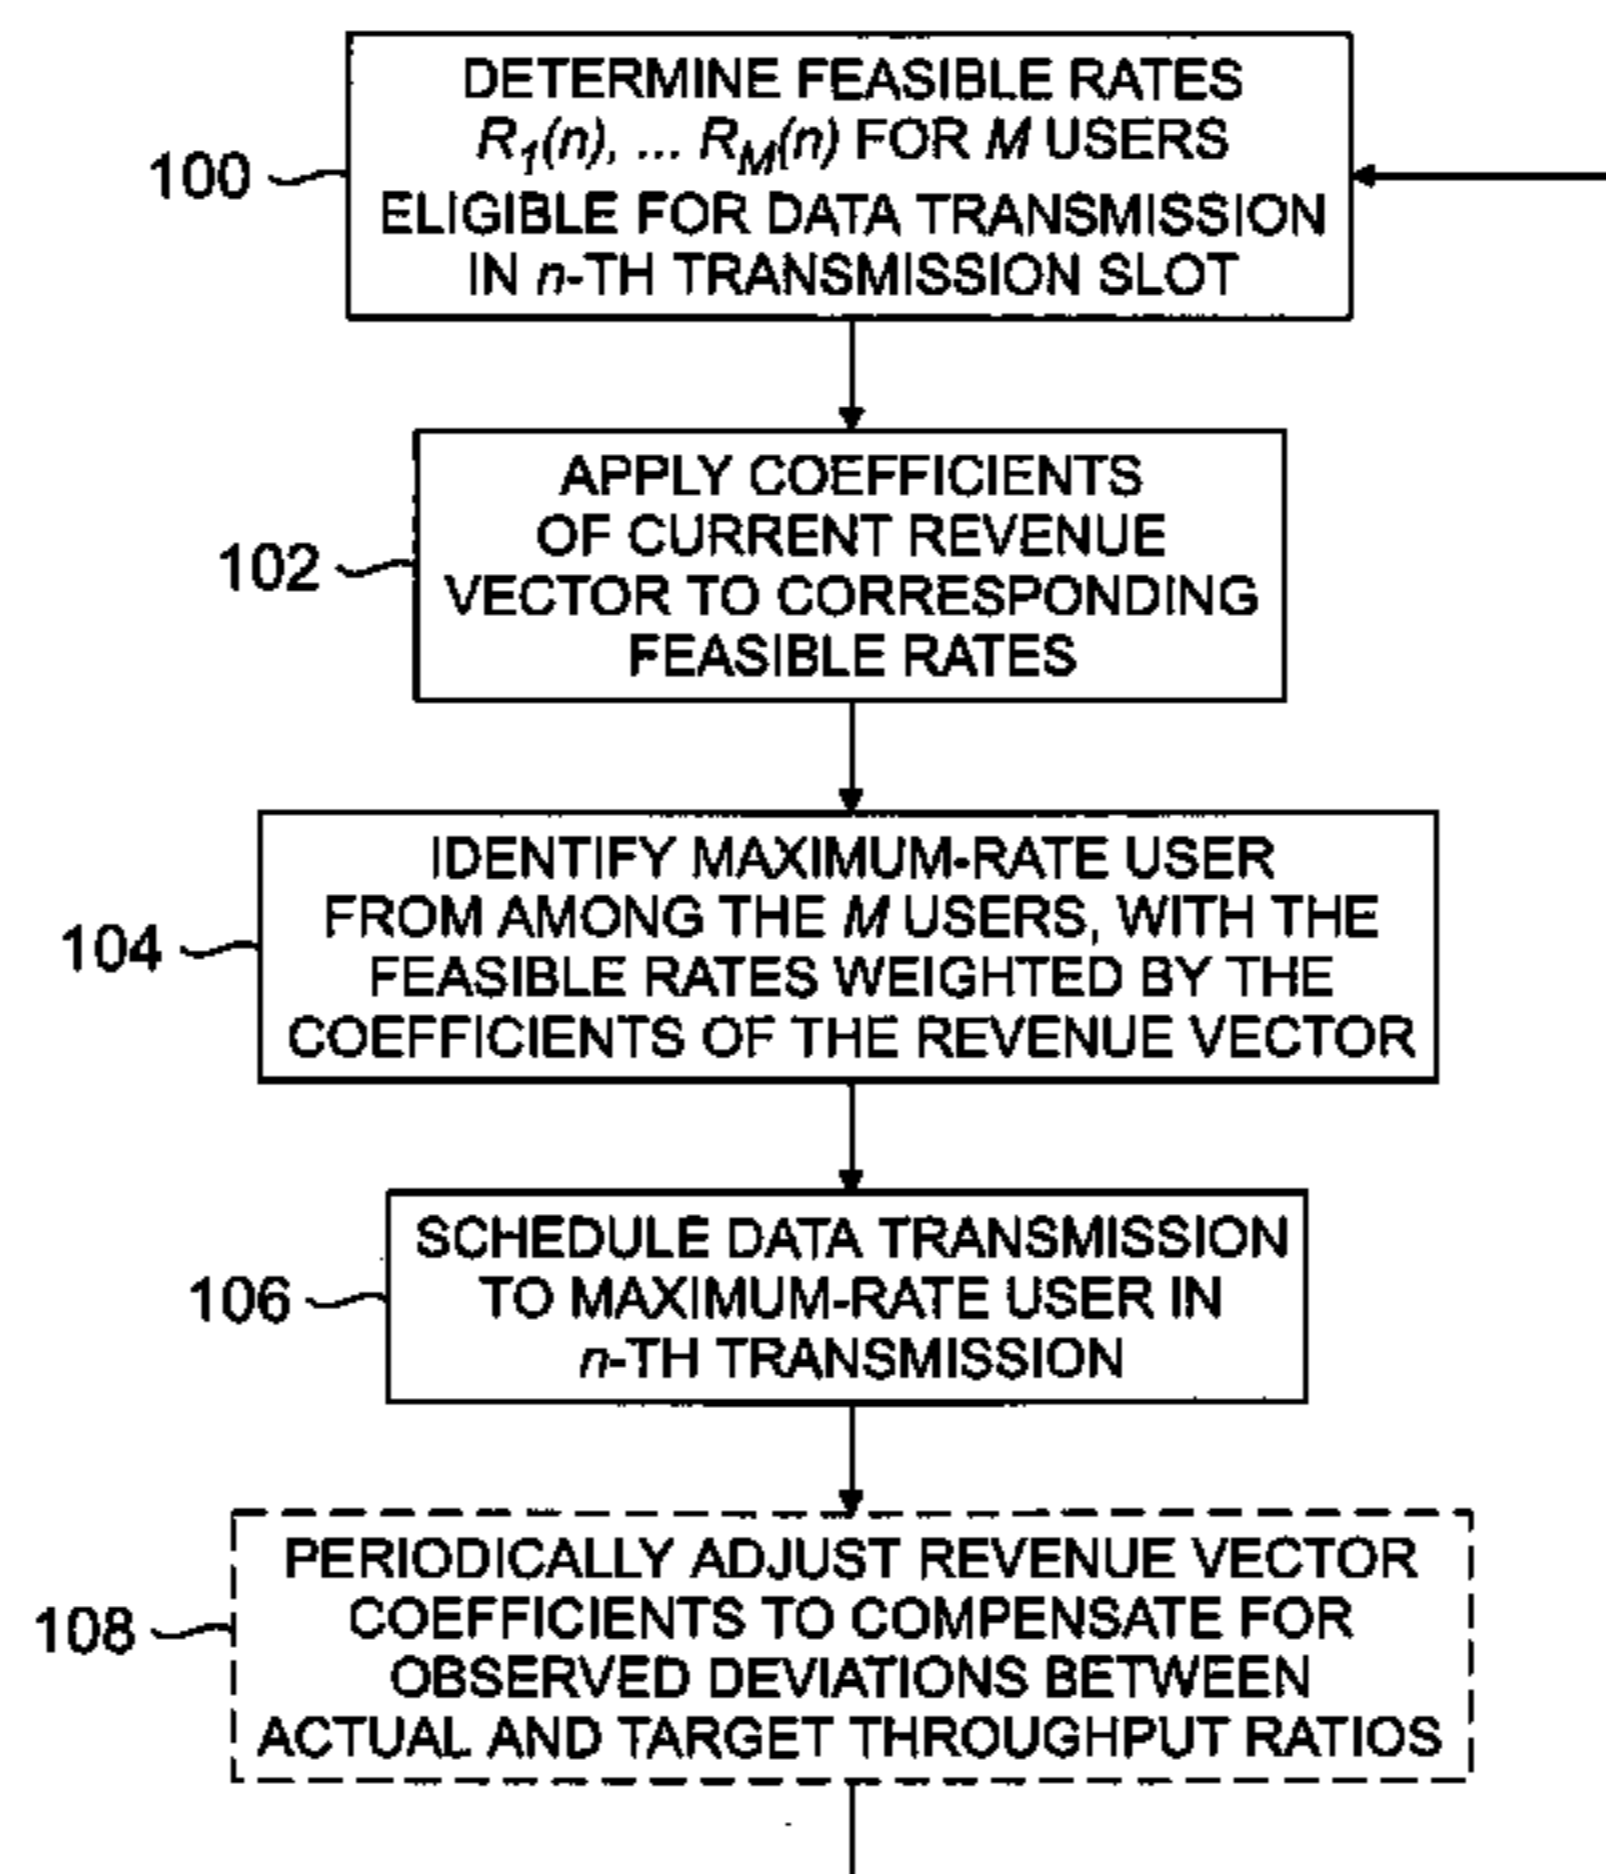 DETERMINE FEASIBLE RATES
R1(n), ... RM(n) FOR M USERS
ELIGIBLE FOR DATA TRANSMISSION
IN n-TH TRANSMISSION SLOT
100
APPLY COEFFICIENTS
OF CURRENT REVENUE
VECTOR TO CORRESPONDING
FEASIBLE RATES
102
IDENTIFY MAXIMUM-RATE USER
FROM AMONG THE M USERS, WITH THE
FEASIBLE RATES WEIGHTED BY THE
COEFFICIENTS OF THE REVENUE VECTOR
104
SCHEDULE DATA TRANSMISSION
TO MAXIMUM-RATE USER IN
n-TH TRANSMISSION
106
PERIODICALLY ADJUST REVENUE VECTOR
COEFFICIENTS TO COMPENSATE FOR
OBSERVED DEVIATIONS BETWEEN
ACTUAL AND TARGET THROUGHPUT RATIOS
108